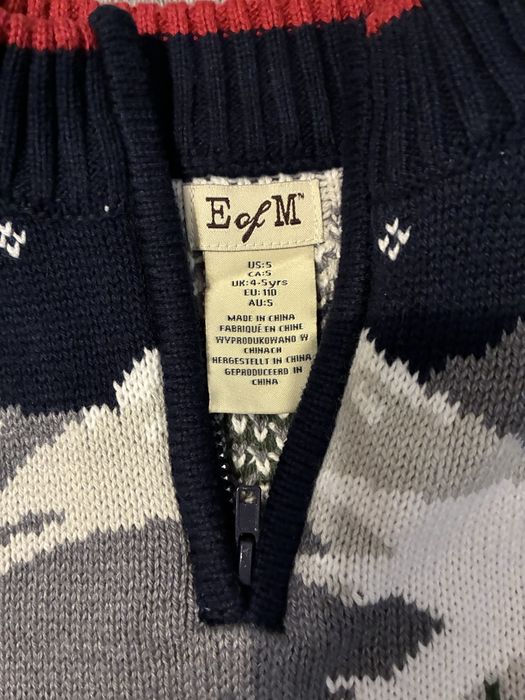 E of M™
US:5
CA:5
UK:4-5yrs
EU:110
AU:5
MADE IN CHINA
FABRIQUÉ EN CHINE
WYPRODUKOWANO W
CHINACH
HERGESTELLT IN CHINA
GEPRODUCEERD IN
CHINA